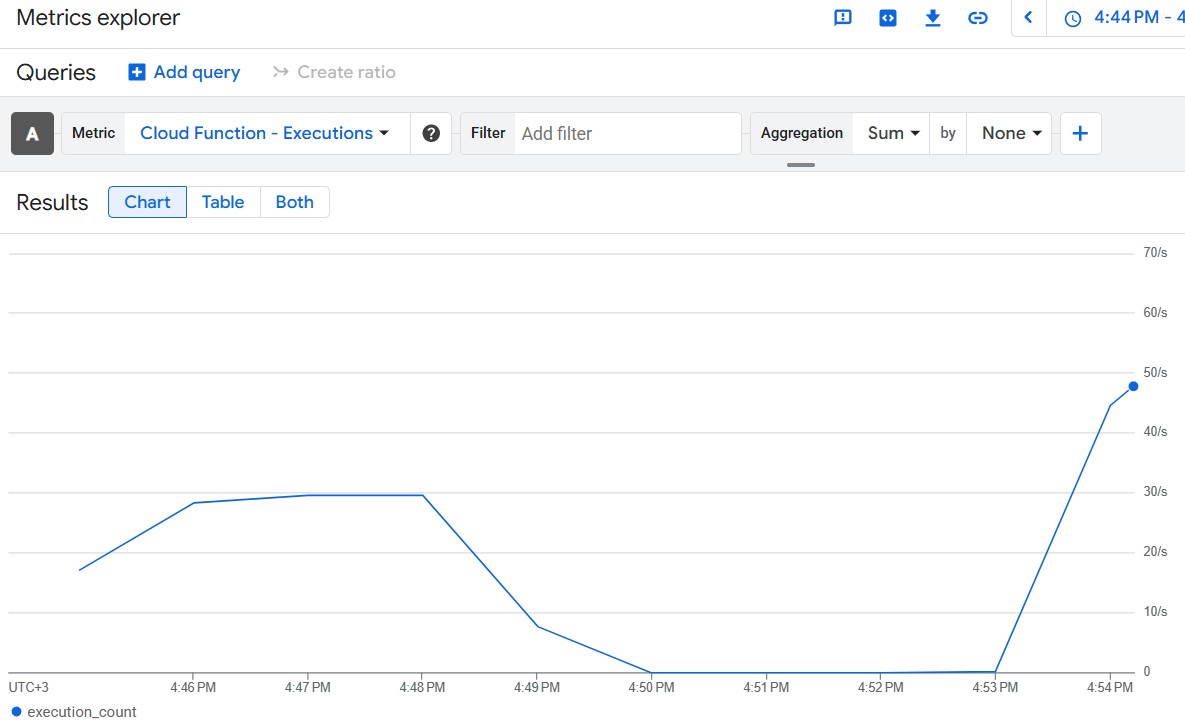 Metrics explorer
4:44 PM - 4
Queries
Add query
Create ratio
A
Metric
Cloud Function - Executions
Filter
Add filter
Aggregation
Sum
by
None
Results
Chart
Table
Both
70/s
60/s
50/s
40/s
30/s
20/s
10/s
0
UTC+3
4:46 PM
4:47 PM
4:48 PM
4:49 PM
4:50 PM
4:51 PM
4:52 PM
4:53 PM
4:54 PM
execution_count